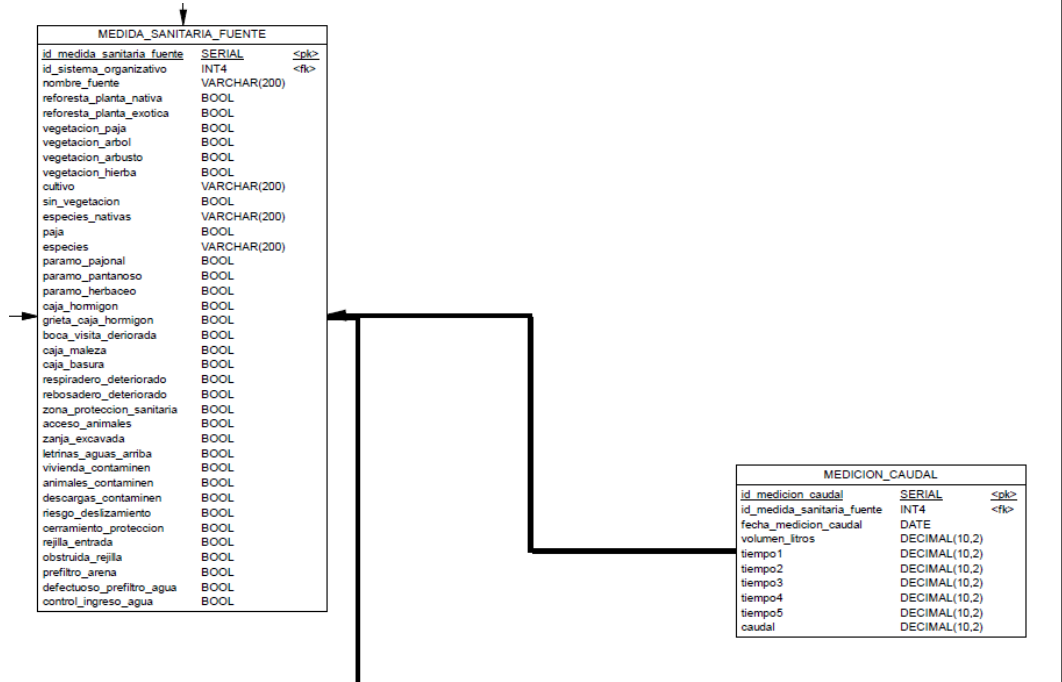 MEDIDA_SANITARIA_FUENTE
id_medida_sanitaria_fuente SERIAL <pk>
id_sistema_organizativo INT4 <fk>
nombre_fuente VARCHAR(200)
reforesta_planta_nativa BOOL
reforesta_planta_exotica BOOL
vegetacion_paja BOOL
vegetacion_arbol BOOL
vegetacion_arbusto BOOL
vegetacion_hierba BOOL
cultivo VARCHAR(200)
sin_vegetacion BOOL
especies_nativas VARCHAR(200)
paja BOOL
especies VARCHAR(200)
paramo_pajonal BOOL
paramo_pantanoso BOOL
paramo_herbaceo BOOL
caja_hormigon BOOL
grieta_caja_hormigon BOOL
boca_visita_deriorada BOOL
caja_maleza BOOL
caja_basura BOOL
respiradero_deteriorado BOOL
rebosadero_deteriorado BOOL
zona_proteccion_sanitaria BOOL
acceso_animales BOOL
zanja_excavada BOOL
letrinas_aguas_arriba BOOL
vivienda_contaminen BOOL
animales_contaminen BOOL
descargas_contaminen BOOL
riesgo_deslizamiento BOOL
cerramiento_proteccion BOOL
rejilla_entrada BOOL
obstruida_rejilla BOOL
prefiltro_arena BOOL
defectuoso_prefiltro_agua BOOL
control_ingreso_agua BOOL
MEDICION_CAUDAL
id_medicion_caudal SERIAL <pk>
id_medida_sanitaria_fuente INT4 <fk>
fecha_medicion_caudal DATE
volumen_litros DECIMAL(10,2)
tiempo1 DECIMAL(10,2)
tiempo2 DECIMAL(10,2)
tiempo3 DECIMAL(10,2)
tiempo4 DECIMAL(10,2)
tiempo5 DECIMAL(10,2)
caudal DECIMAL(10,2)